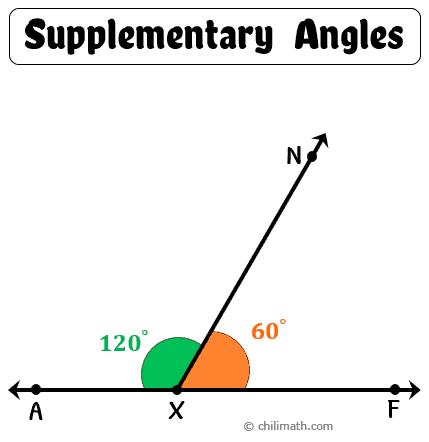 Supplementary Angles
N
120°
60°
A
X
F
© chilimath.com